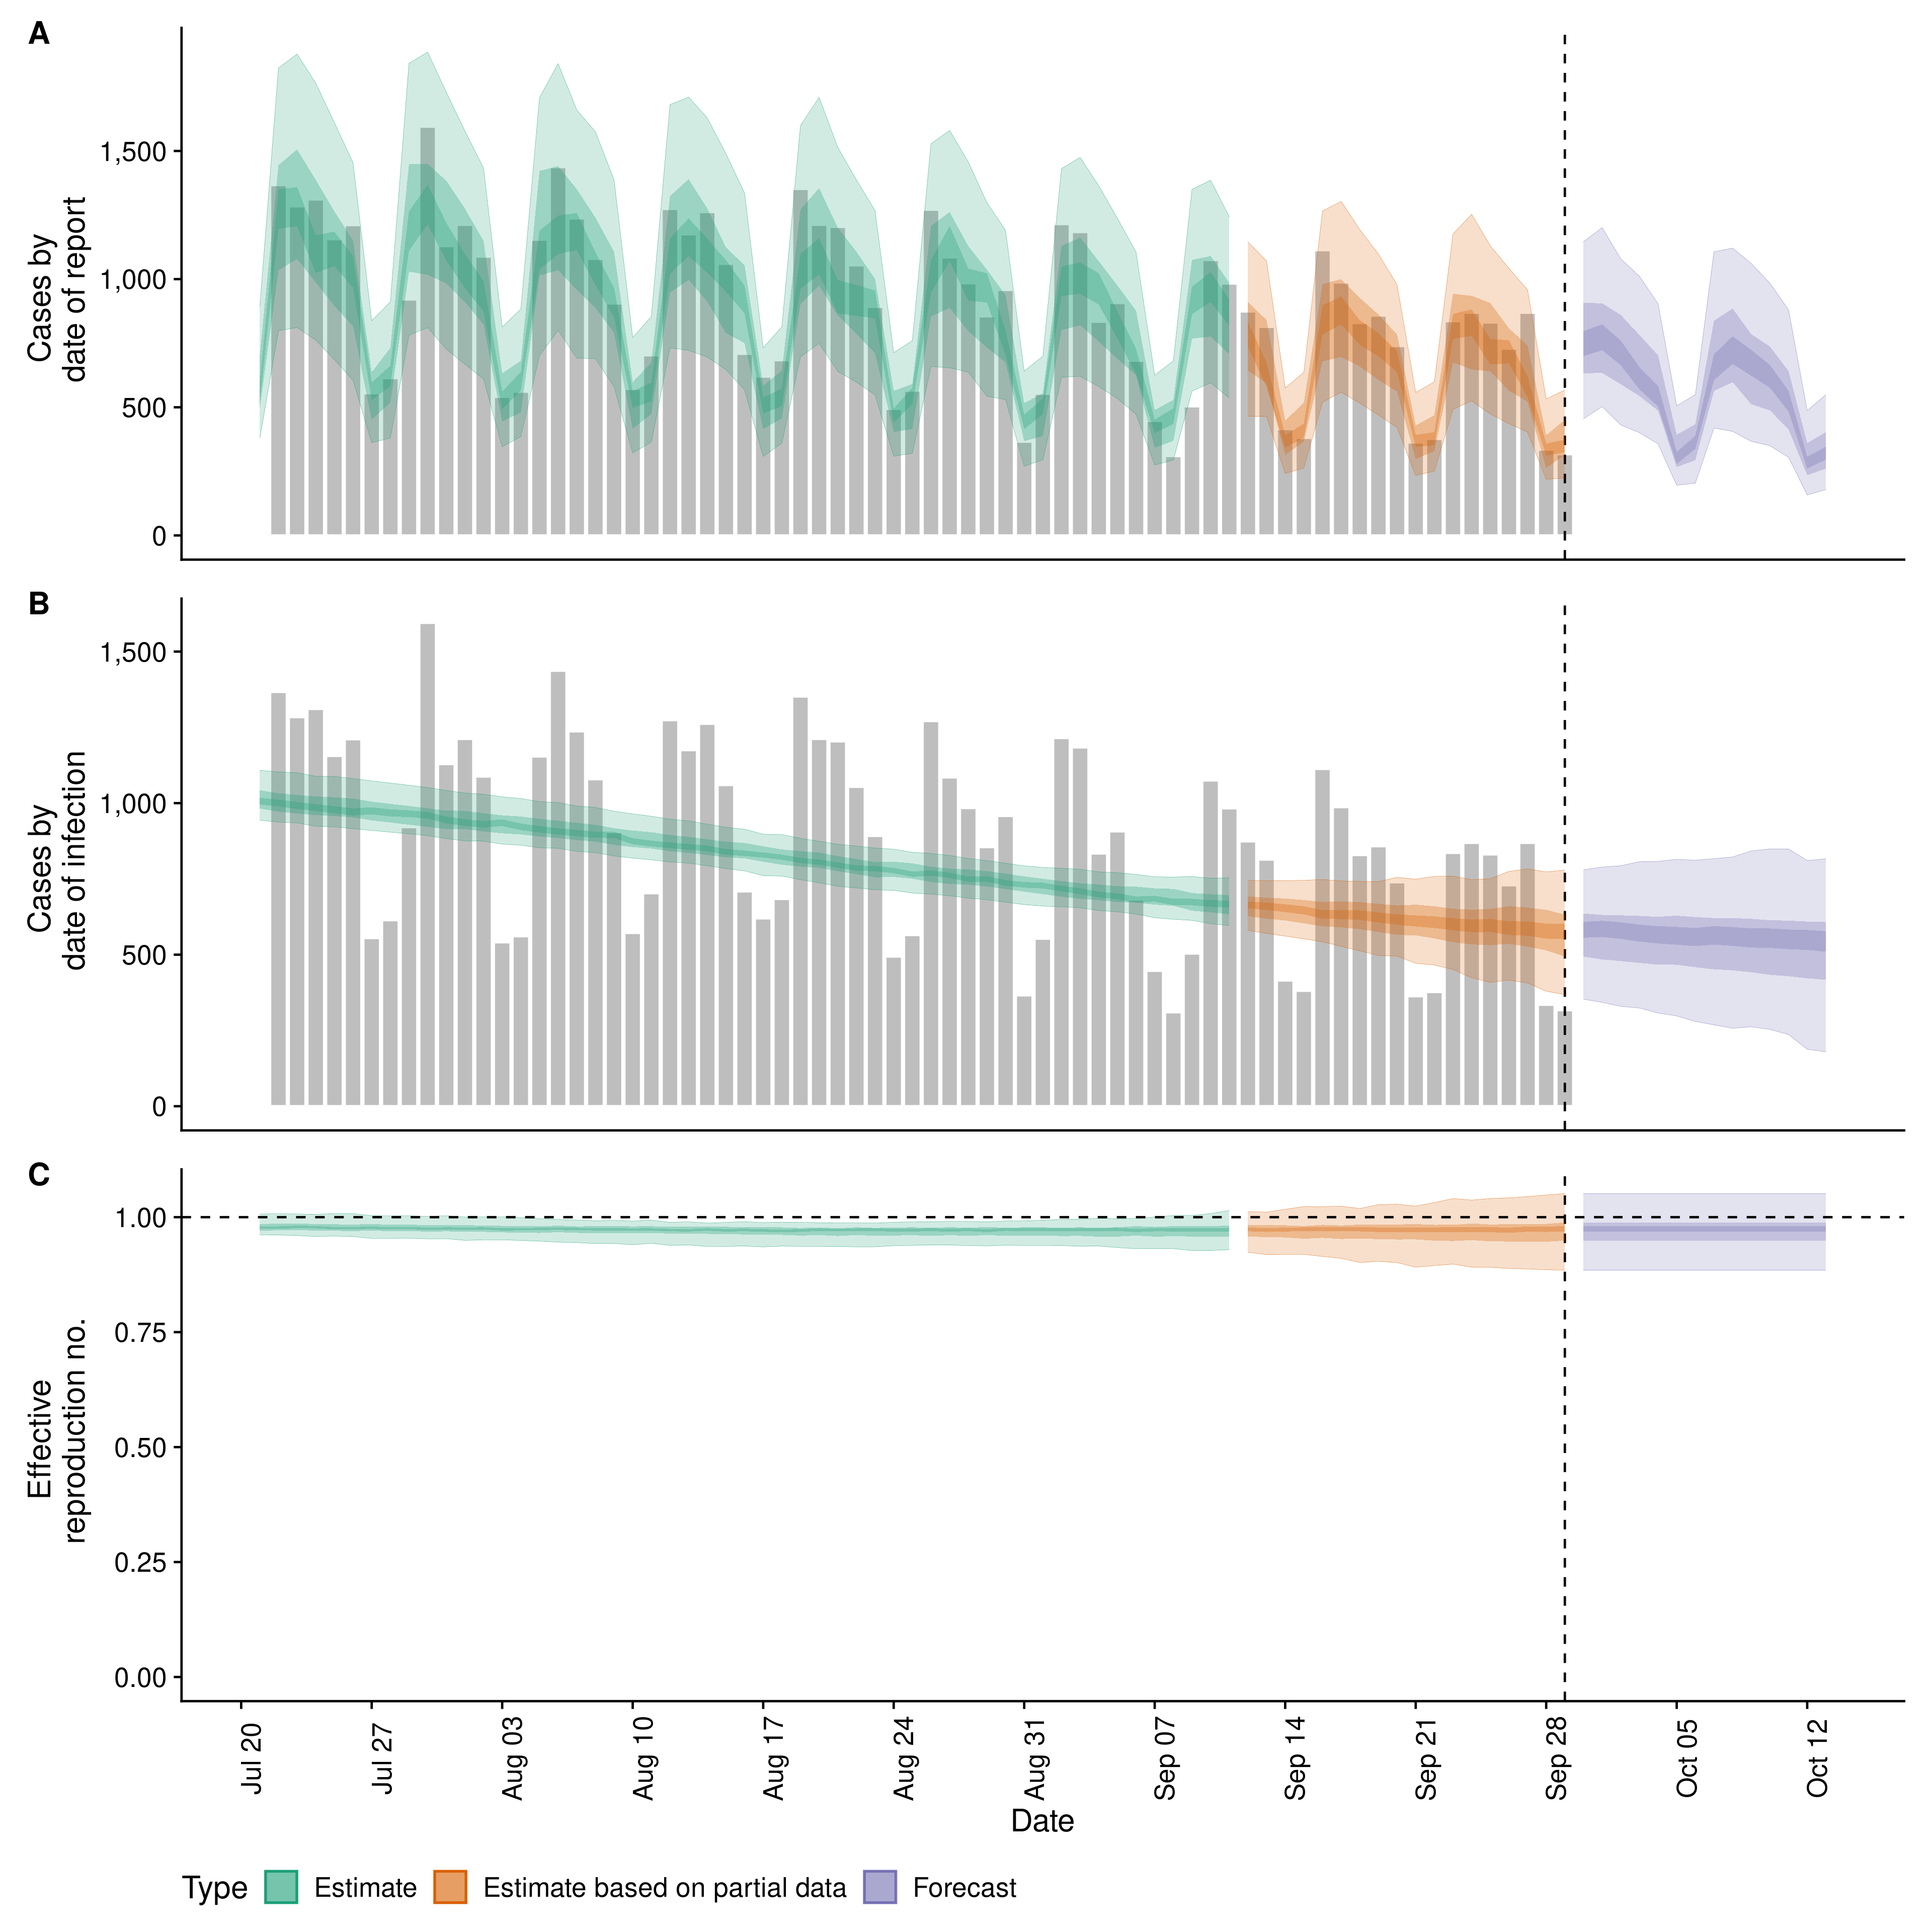 A
Cases by
date of report
1,500
1,000
500
0
B
Cases by
date of infection
1,500
1,000
500
0
C
Effective
reproduction no.
1.00
0.75
0.50
0.25
0.00
Jul 20
Jul 27
Aug 03
Aug 10
Aug 17
Aug 24
Aug 31
Sep 07
Sep 14
Sep 21
Sep 28
Oct 05
Oct 12
Date
Type Estimate Estimate based on partial data Forecast